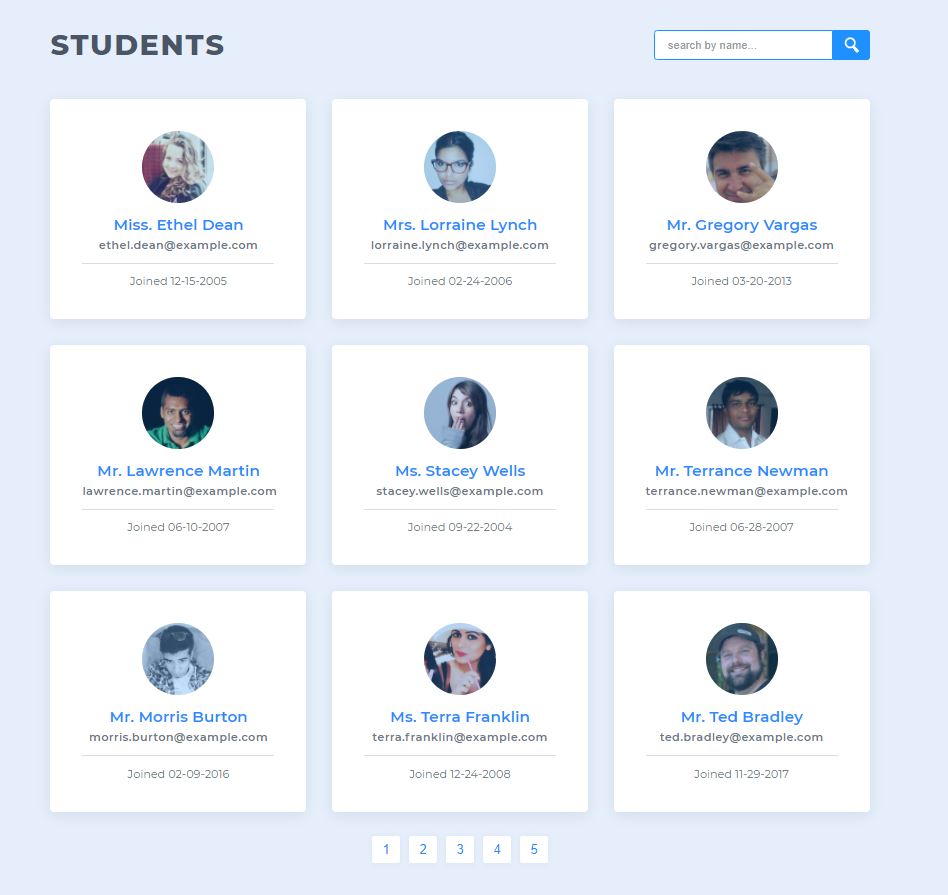 STUDENTS
search by name...
Miss. Ethel Dean
ethel.dean@example.com
Joined 12-15-2005
Mrs. Lorraine Lynch
lorraine.lynch@example.com
Joined 02-24-2006
Mr. Gregory Vargas
gregory.vargas@example.com
Joined 03-20-2013
Mr. Lawrence Martin
lawrence.martin@example.com
Joined 06-10-2007
Ms. Stacey Wells
stacey.wells@example.com
Joined 09-22-2004
Mr. Terrance Newman
terrance.newman@example.com
Joined 06-28-2007
Mr. Morris Burton
morris.burton@example.com
Joined 02-09-2016
Ms. Terra Franklin
terra.franklin@example.com
Joined 12-24-2008
Mr. Ted Bradley
ted.bradley@example.com
Joined 11-29-2017
1 2 3 4 5